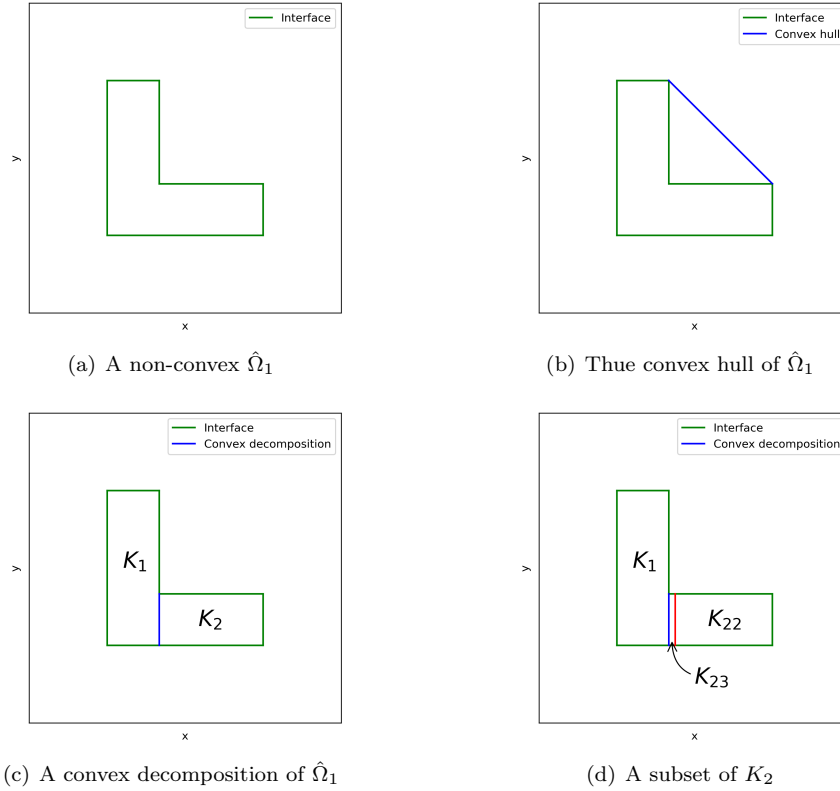 Interface
y
x
(a) A non-convex Ω̂₁
Interface
Convex hull
y
x
(b) Thue convex hull of Ω̂₁
Interface
Convex decomposition
K₁
K₂
y
x
(c) A convex decomposition of Ω̂₁
Interface
Convex decomposition
K₁
K₂₂
K₂₃
y
x
(d) A subset of K₂